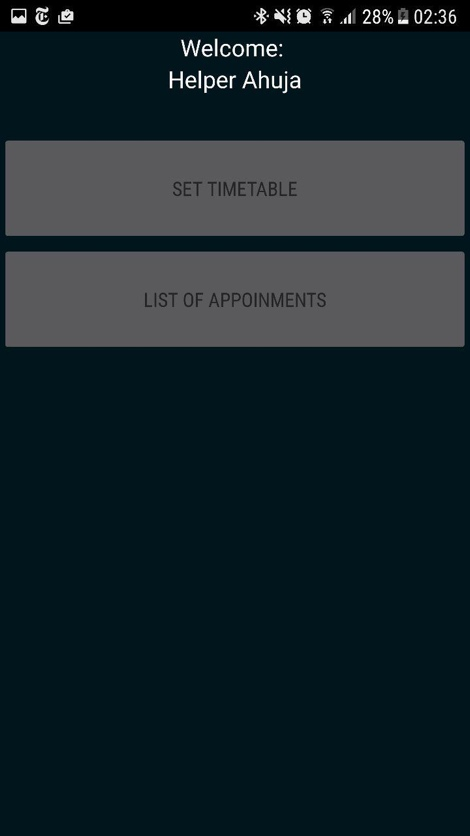 28% 02:36
Welcome:
Helper Ahuja
SET TIMETABLE
LIST OF APPOINMENTS